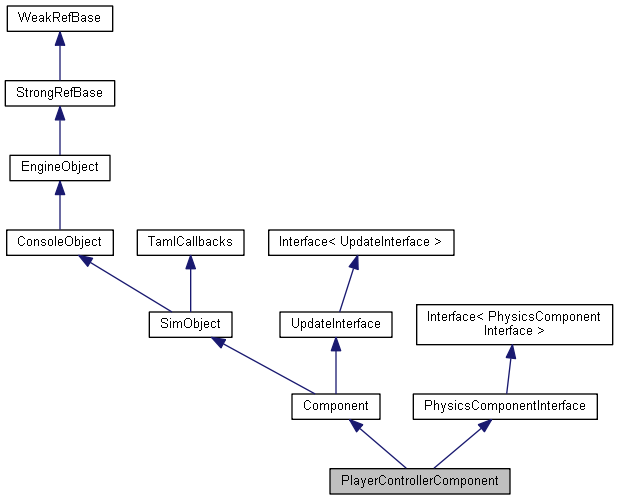 WeakRefBase
StrongRefBase
EngineObject
ConsoleObject
TamlCallbacks
Interface< UpdateInterface >
SimObject
UpdateInterface
Interface< PhysicsComponent
Interface >
Component
PhysicsComponentInterface
PlayerControllerComponent